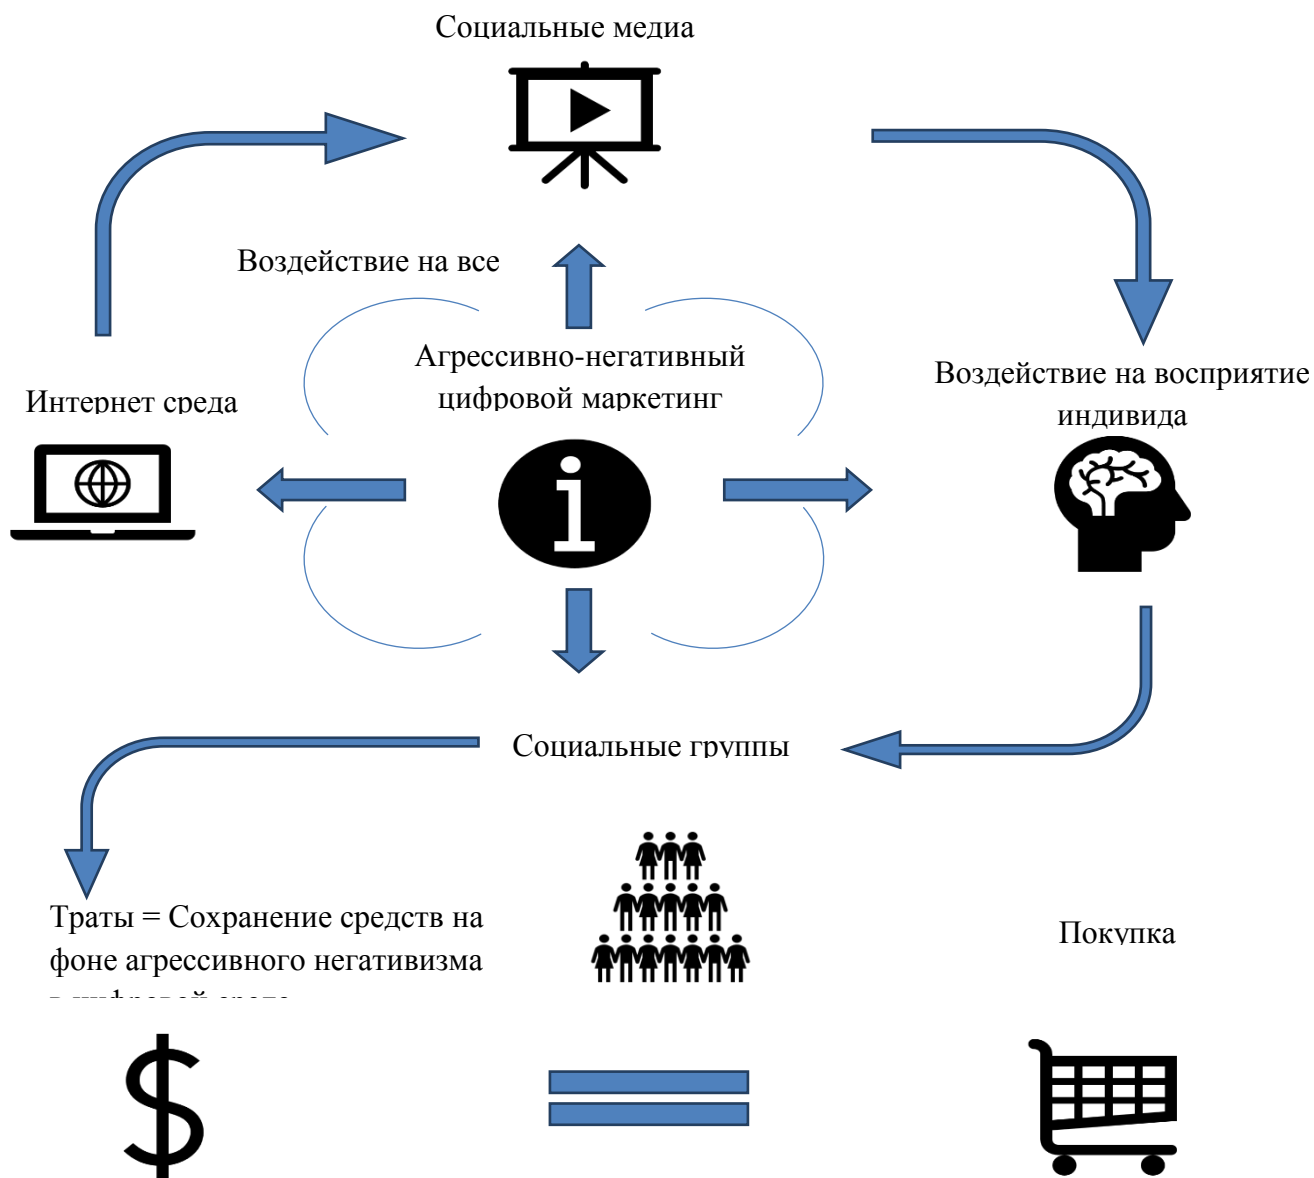 Социальные медиа
Воздействие на все
Агрессивно-негативный
цифровой маркетинг
Воздействие на восприятие
индивида
Интернет среда
Социальные группы
Траты = Сохранение средств на
фоне агрессивного негативизма
Покупка